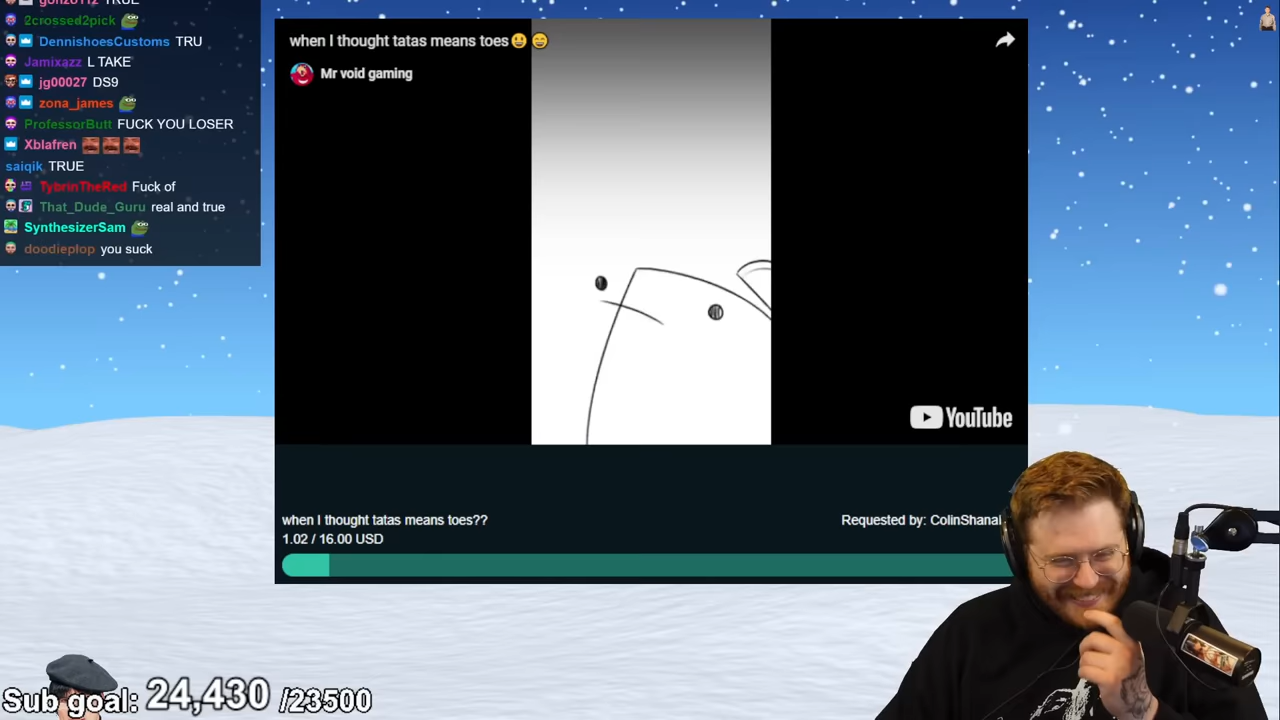 gonzo112 TRUE
2crossed2pick
DennishoesCustoms TRU
Jamixazz L TAKE
jg00027 DS9
zona_james
ProfessorButt FUCK YOU LOSER
Xblafren
saiqik TRUE
TybrinTheRed Fuck of
That_Dude_Guru real and true
SynthesizerSam
doodieplop you suck
when I thought tatas means toes😃 😄
Mr void gaming
YouTube
when I thought tatas means toes??
Requested by: ColinShanal
1.02 / 16.00 USD
Sub goal: 24,430 /23500